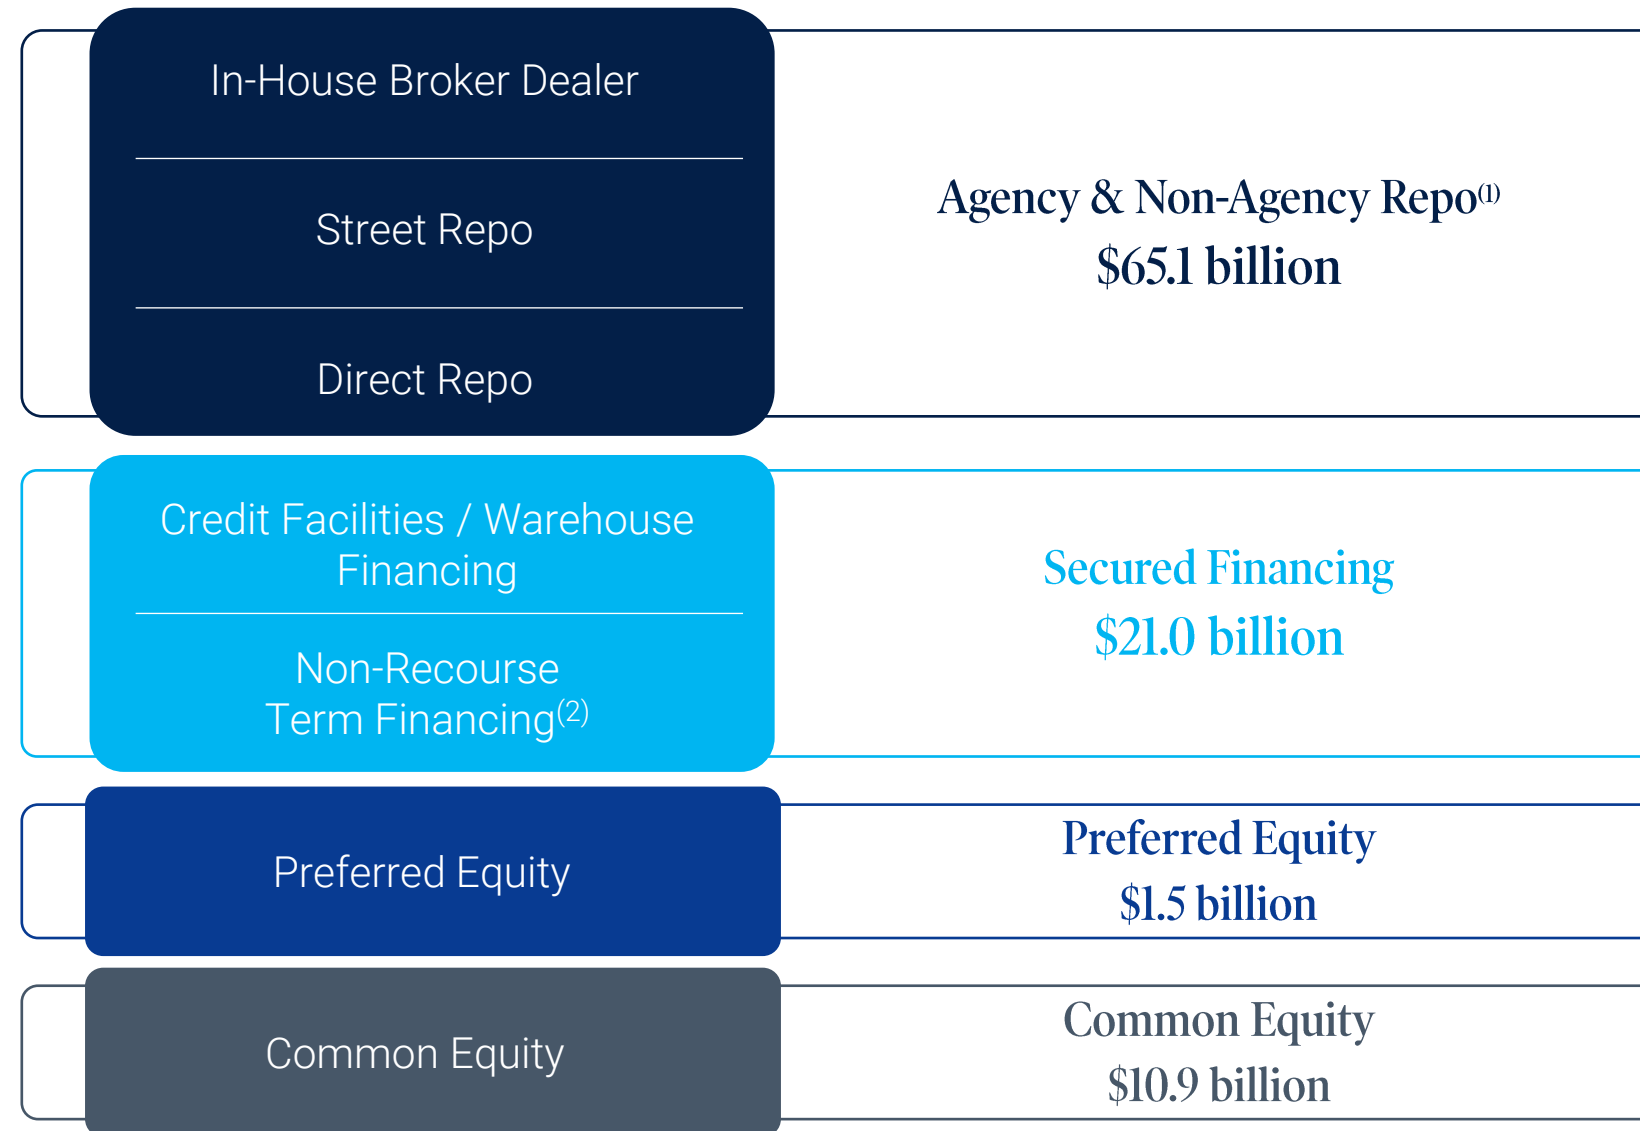 In-House Broker Dealer
Street Repo
Direct Repo
Agency & Non-Agency Repo(1)
$65.1 billion
Credit Facilities / Warehouse
Financing
Non-Recourse
Term Financing(2)
Secured Financing
$21.0 billion
Preferred Equity
Preferred Equity
$1.5 billion
Common Equity
Common Equity
$10.9 billion